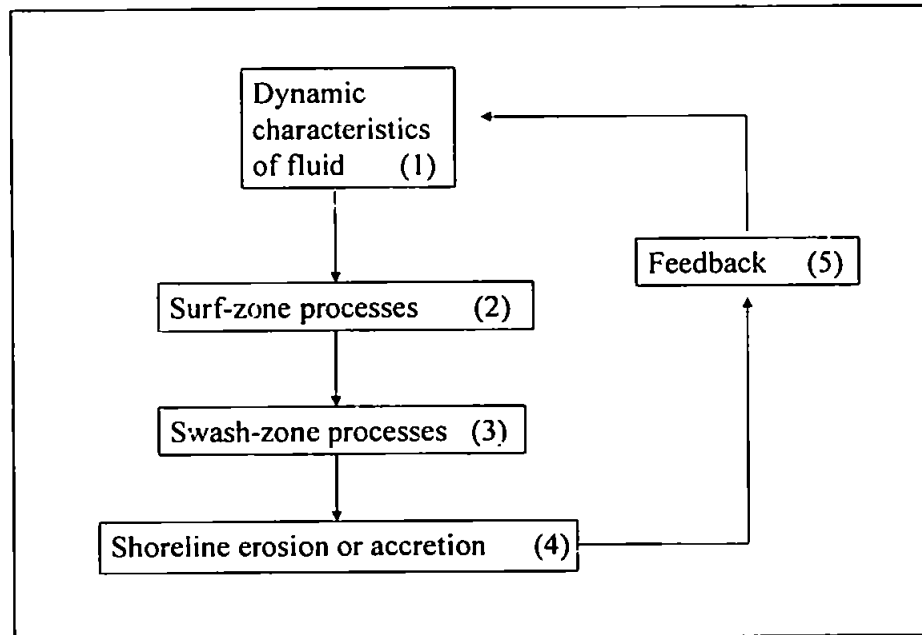 Dynamic
characteristics
of fluid (1)
Surf-zone processes (2)
Swash-zone processes (3)
Shoreline erosion or accretion (4)
Feedback (5)